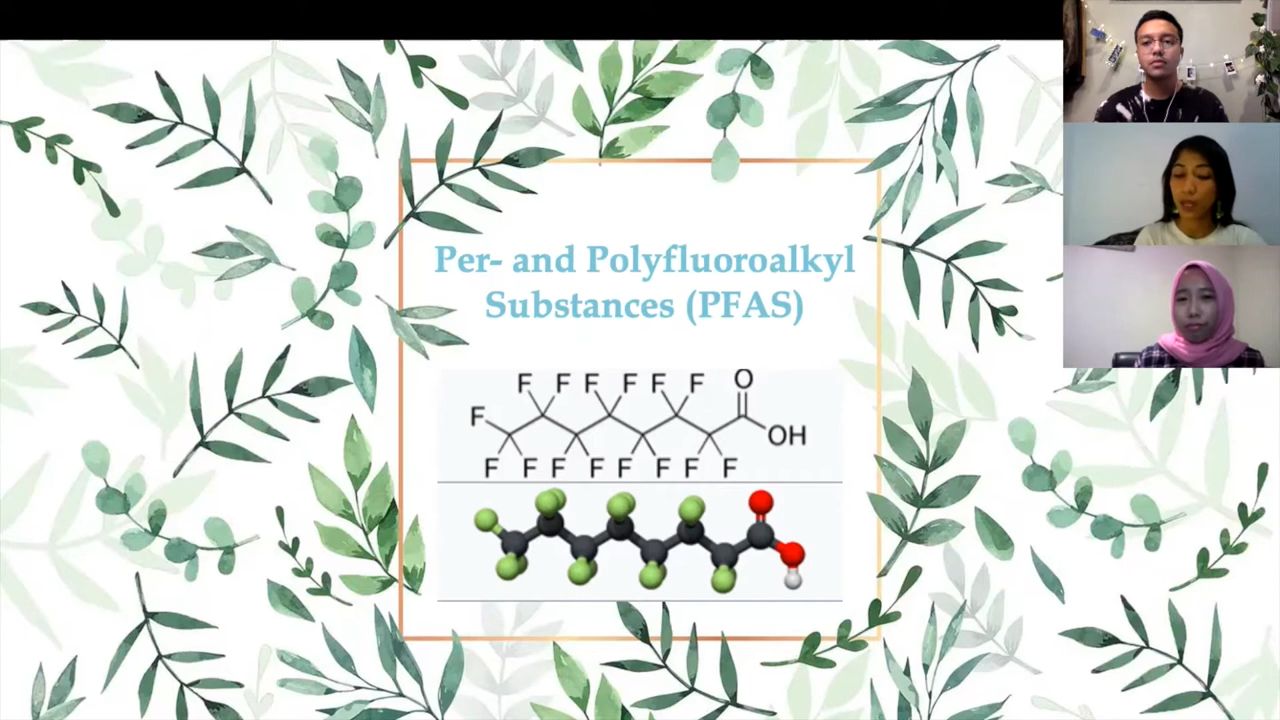 Per- and Polyfluoroalkyl
Substances (PFAS)
F F F F F F O
F
OH
F F F F F F F F